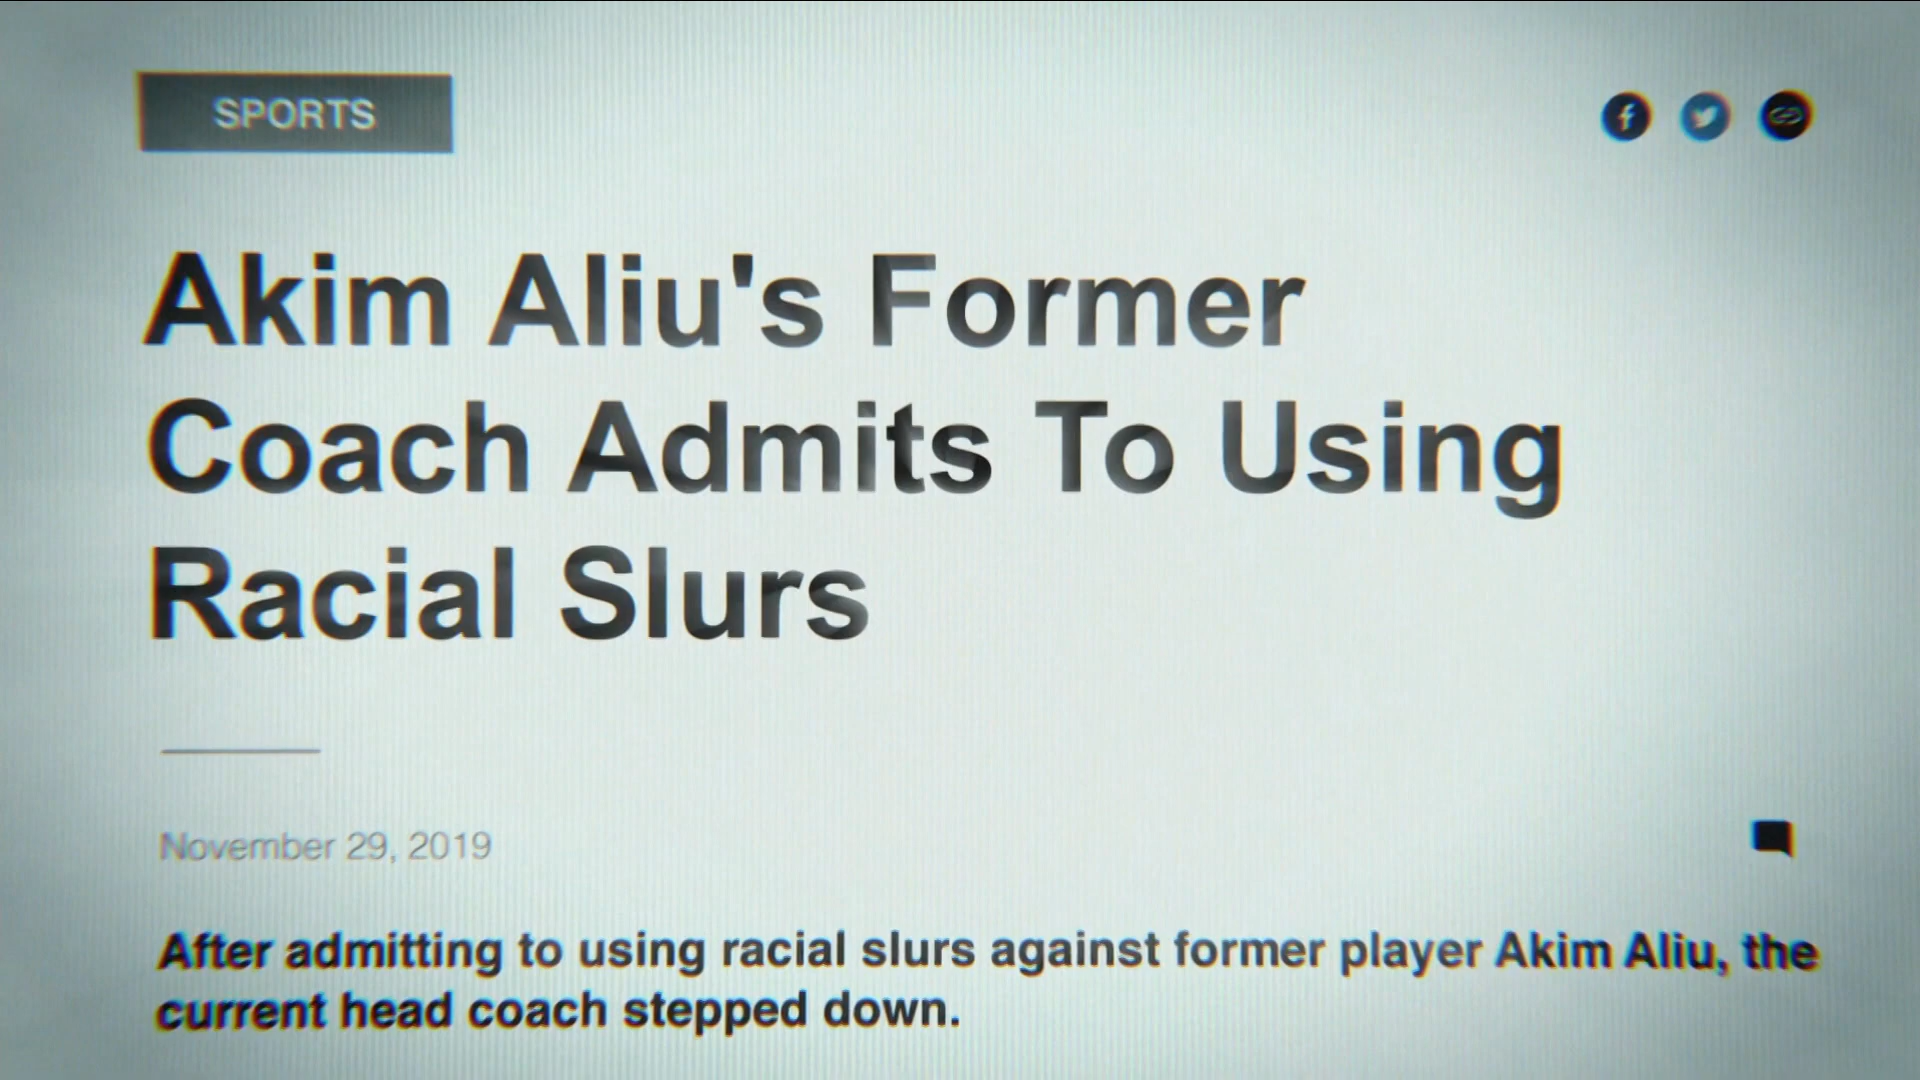 SPORTS
Akim Aliu's Former
Coach Admits To Using
Racial Slurs
November 29, 2019
After admitting to using racial slurs against former player Akim Aliu, the
current head coach stepped down.